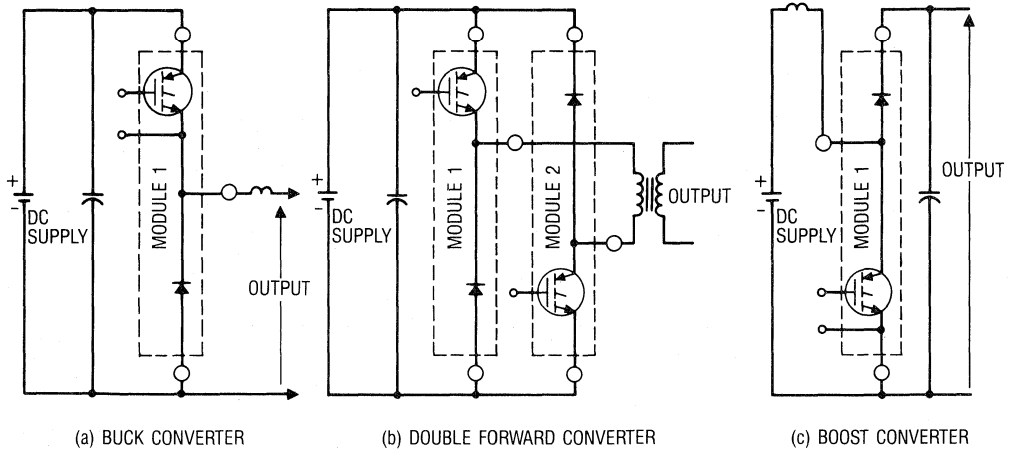 +
-
DC
SUPPLY
MODULE 1
OUTPUT
(a) BUCK CONVERTER
+
-
DC
SUPPLY
MODULE 1
MODULE 2
OUTPUT
(b) DOUBLE FORWARD CONVERTER
+
-
DC
SUPPLY
MODULE 1
OUTPUT
(c) BOOST CONVERTER